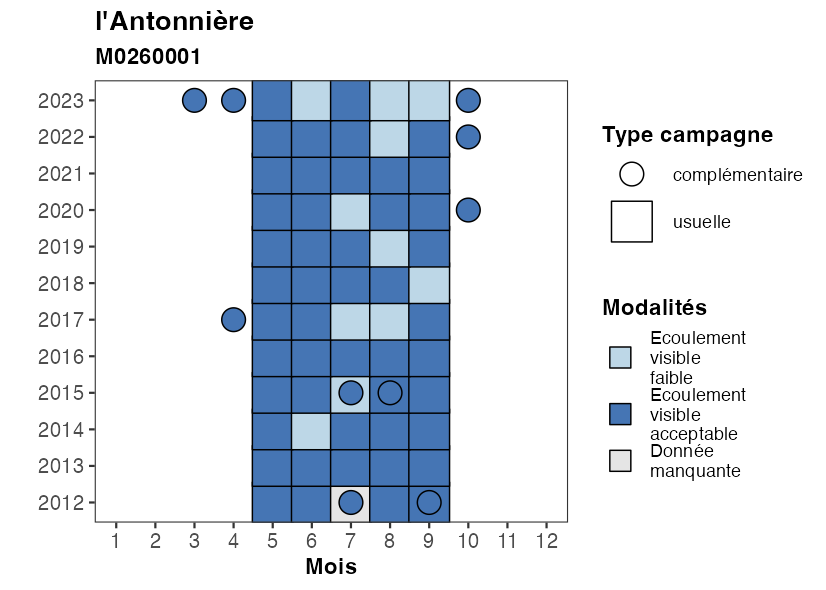 l'Antonnière
M0260001
2023
2022
2021
2020
2019
2018
2017
2016
2015
2014
2013
2012
1 2 3 4 5 6 7 8 9 10 11 12
Mois
Type campagne
complémentaire
usuelle
Modalités
Ecoulement
visible
faible
Ecoulement
visible
acceptable
Donnée
manquante